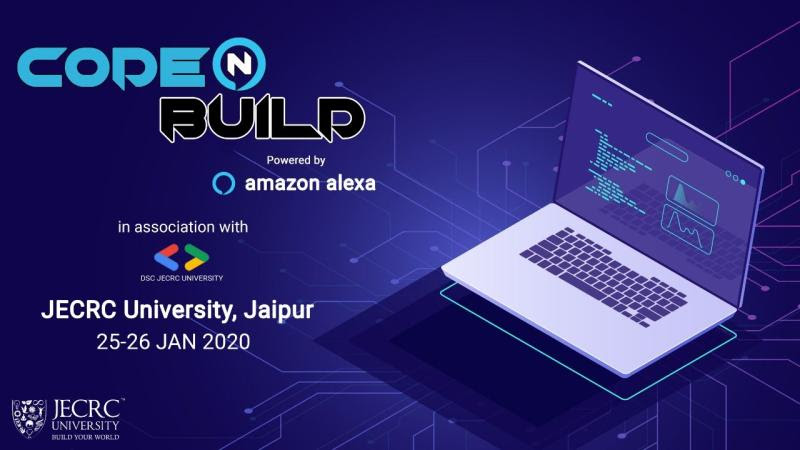 CODE N
BUILD
Powered by
amazon alexa
in association with
DSC JECRC UNIVERSITY
JECRC University, Jaipur
25-26 JAN 2020
JECRC™
UNIVERSITY
BUILD YOUR WORLD